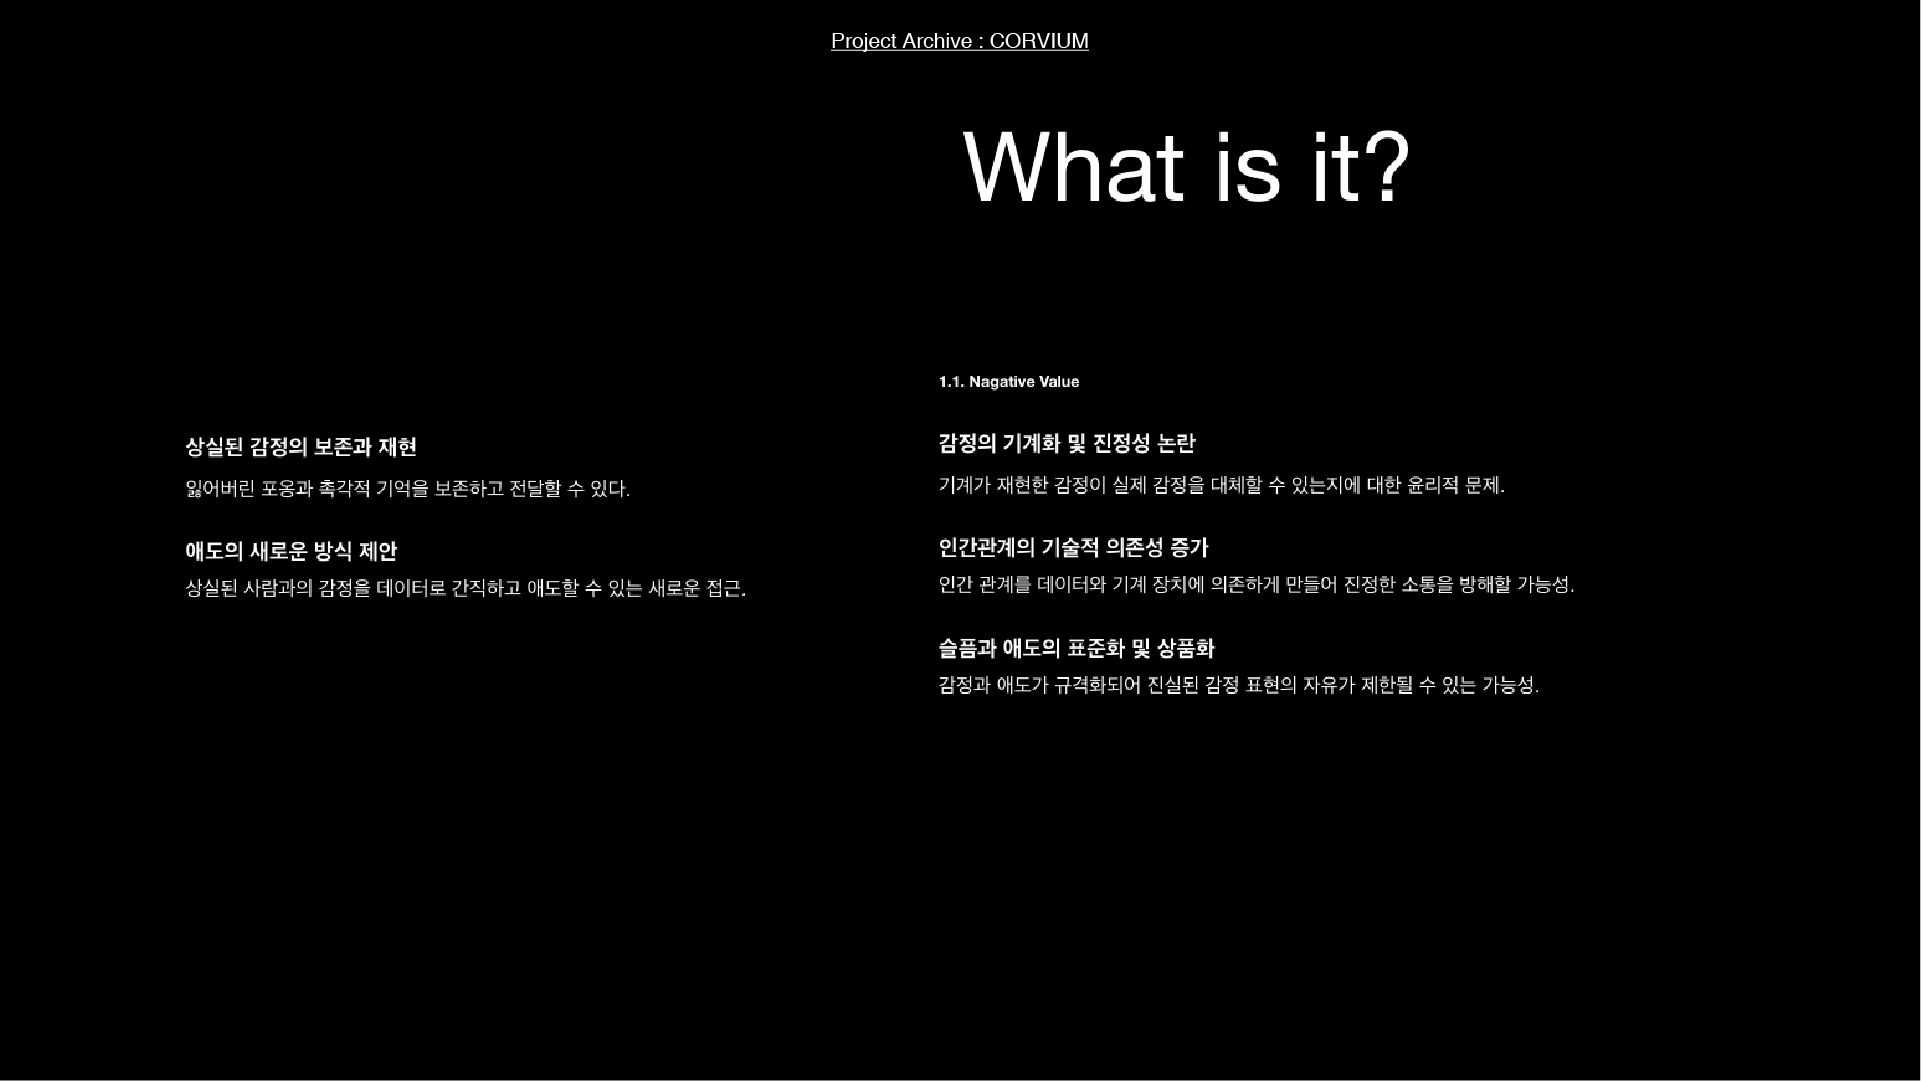 Project Archive : CORVIUM
What is it?
상실된 감정의 보존과 재현
잃어버린 포옹과 촉각적 기억을 보존하고 전달할 수 있다.
애도의 새로운 방식 제안
상실된 사람과의 감정을 데이터로 간직하고 애도할 수 있는 새로운 접근.
1.1. Nagative Value
감정의 기계화 및 진정성 논란
기계가 재현한 감정이 실제 감정을 대체할 수 있는지에 대한 윤리적 문제.
인간관계의 기술적 의존성 증가
인간 관계를 데이터와 기계 장치에 의존하게 만들어 진정한 소통을 방해할 가능성.
슬픔과 애도의 표준화 및 상품화
감정과 애도가 규격화되어 진실된 감정 표현의 자유가 제한될 수 있는 가능성.